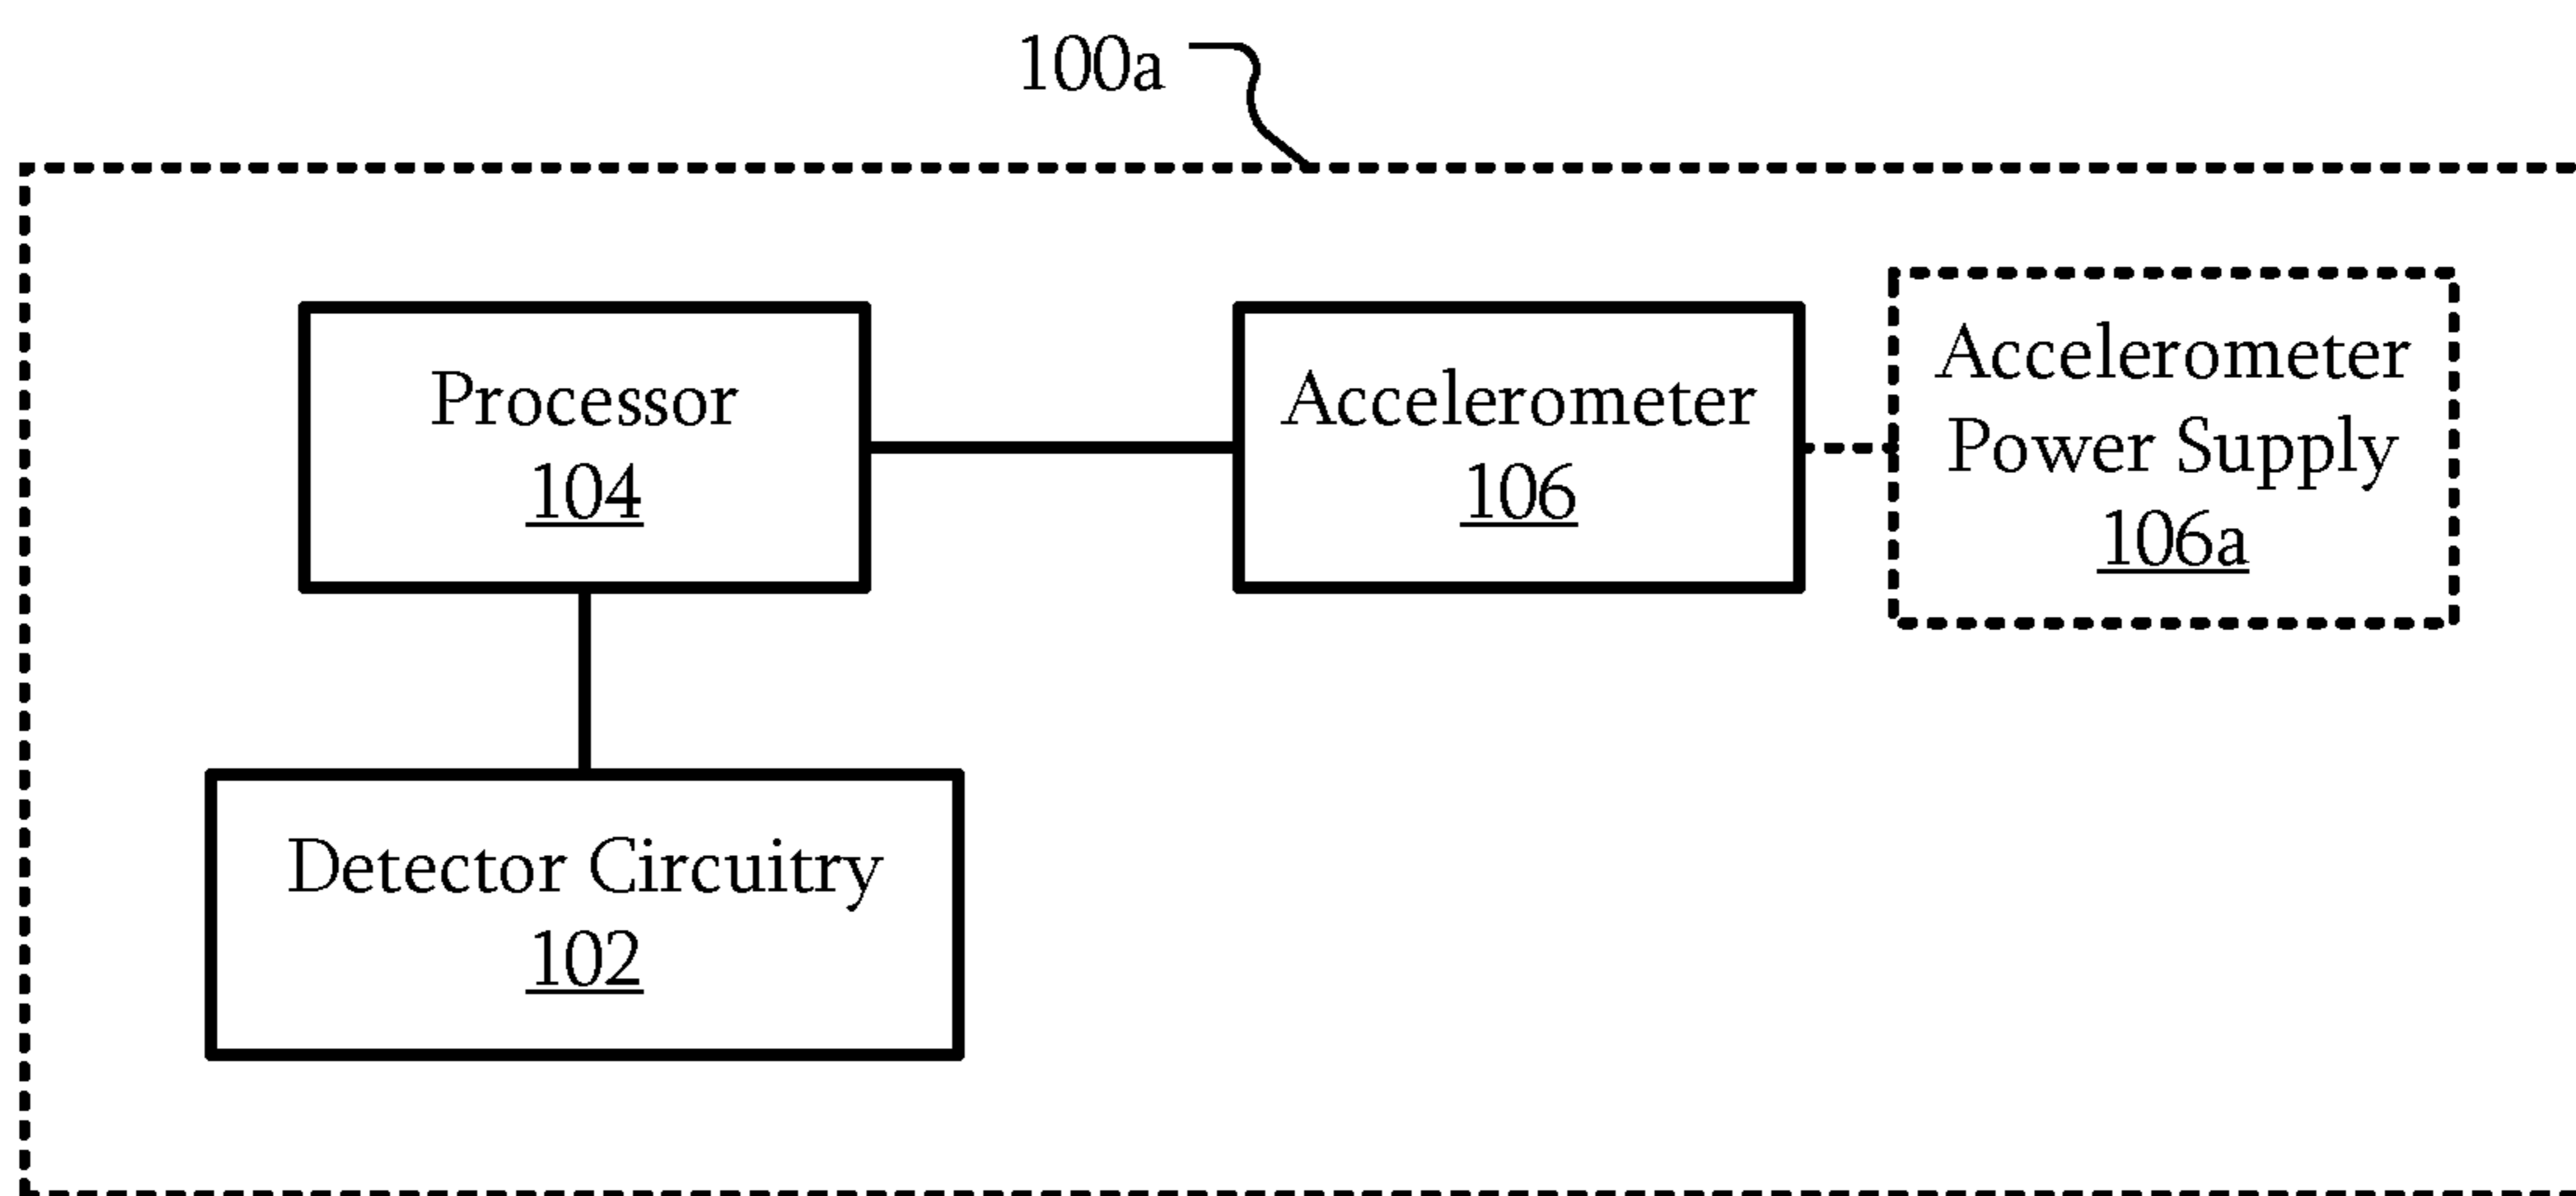 100a
Processor
104
Accelerometer
106
Accelerometer
Power Supply
106a
Detector Circuitry
102